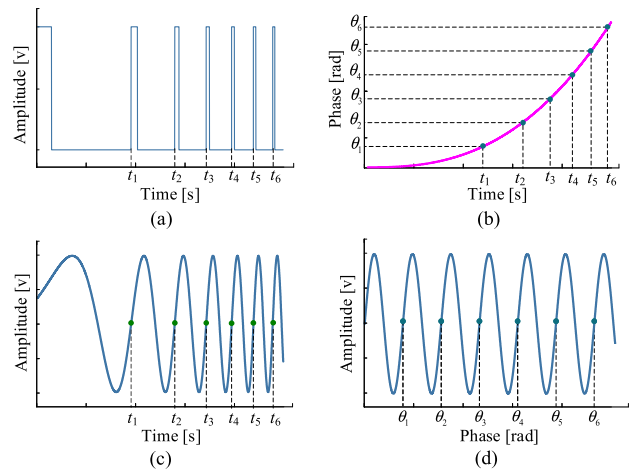 Amplitude [v]
t1 t2 t3 t4 t5 t6
Time [s]
(a)
Phase [rad]
θ6
θ5
θ4
θ3
θ2
θ1
t1 t2 t3 t4 t5 t6
Time [s]
(b)
Amplitude [v]
t1 t2 t3 t4 t5 t6
Time [s]
(c)
Amplitude [v]
θ1 θ2 θ3 θ4 θ5 θ6
Phase [rad]
(d)